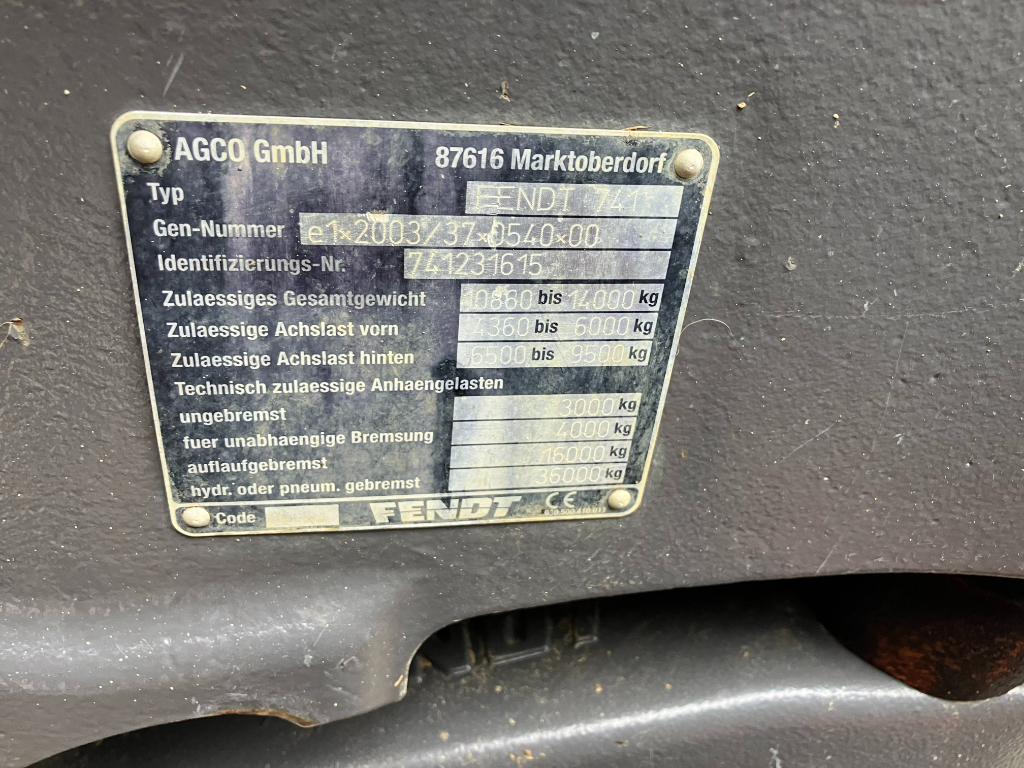 AGCO GmbH 87616 Marktoberdorf
Typ FENDT 741
Gen-Nummer e1*2003/37*0540*00
Identifizierungs-Nr. 741231615
Zulaessiges Gesamtgewicht 10860 bis 14000 kg
Zulaessige Achslast vorn 4360 bis 6000 kg
Zulaessige Achslast hinten 6500 bis 9500 kg
Technisch zulaessige Anhaengelasten
ungebremst 3000 kg
fuer unabhaengige Bremsung 4000 kg
auflaufgebremst 16000 kg
hydr. oder pneum. gebremst 36000 kg
Code FENDT CE